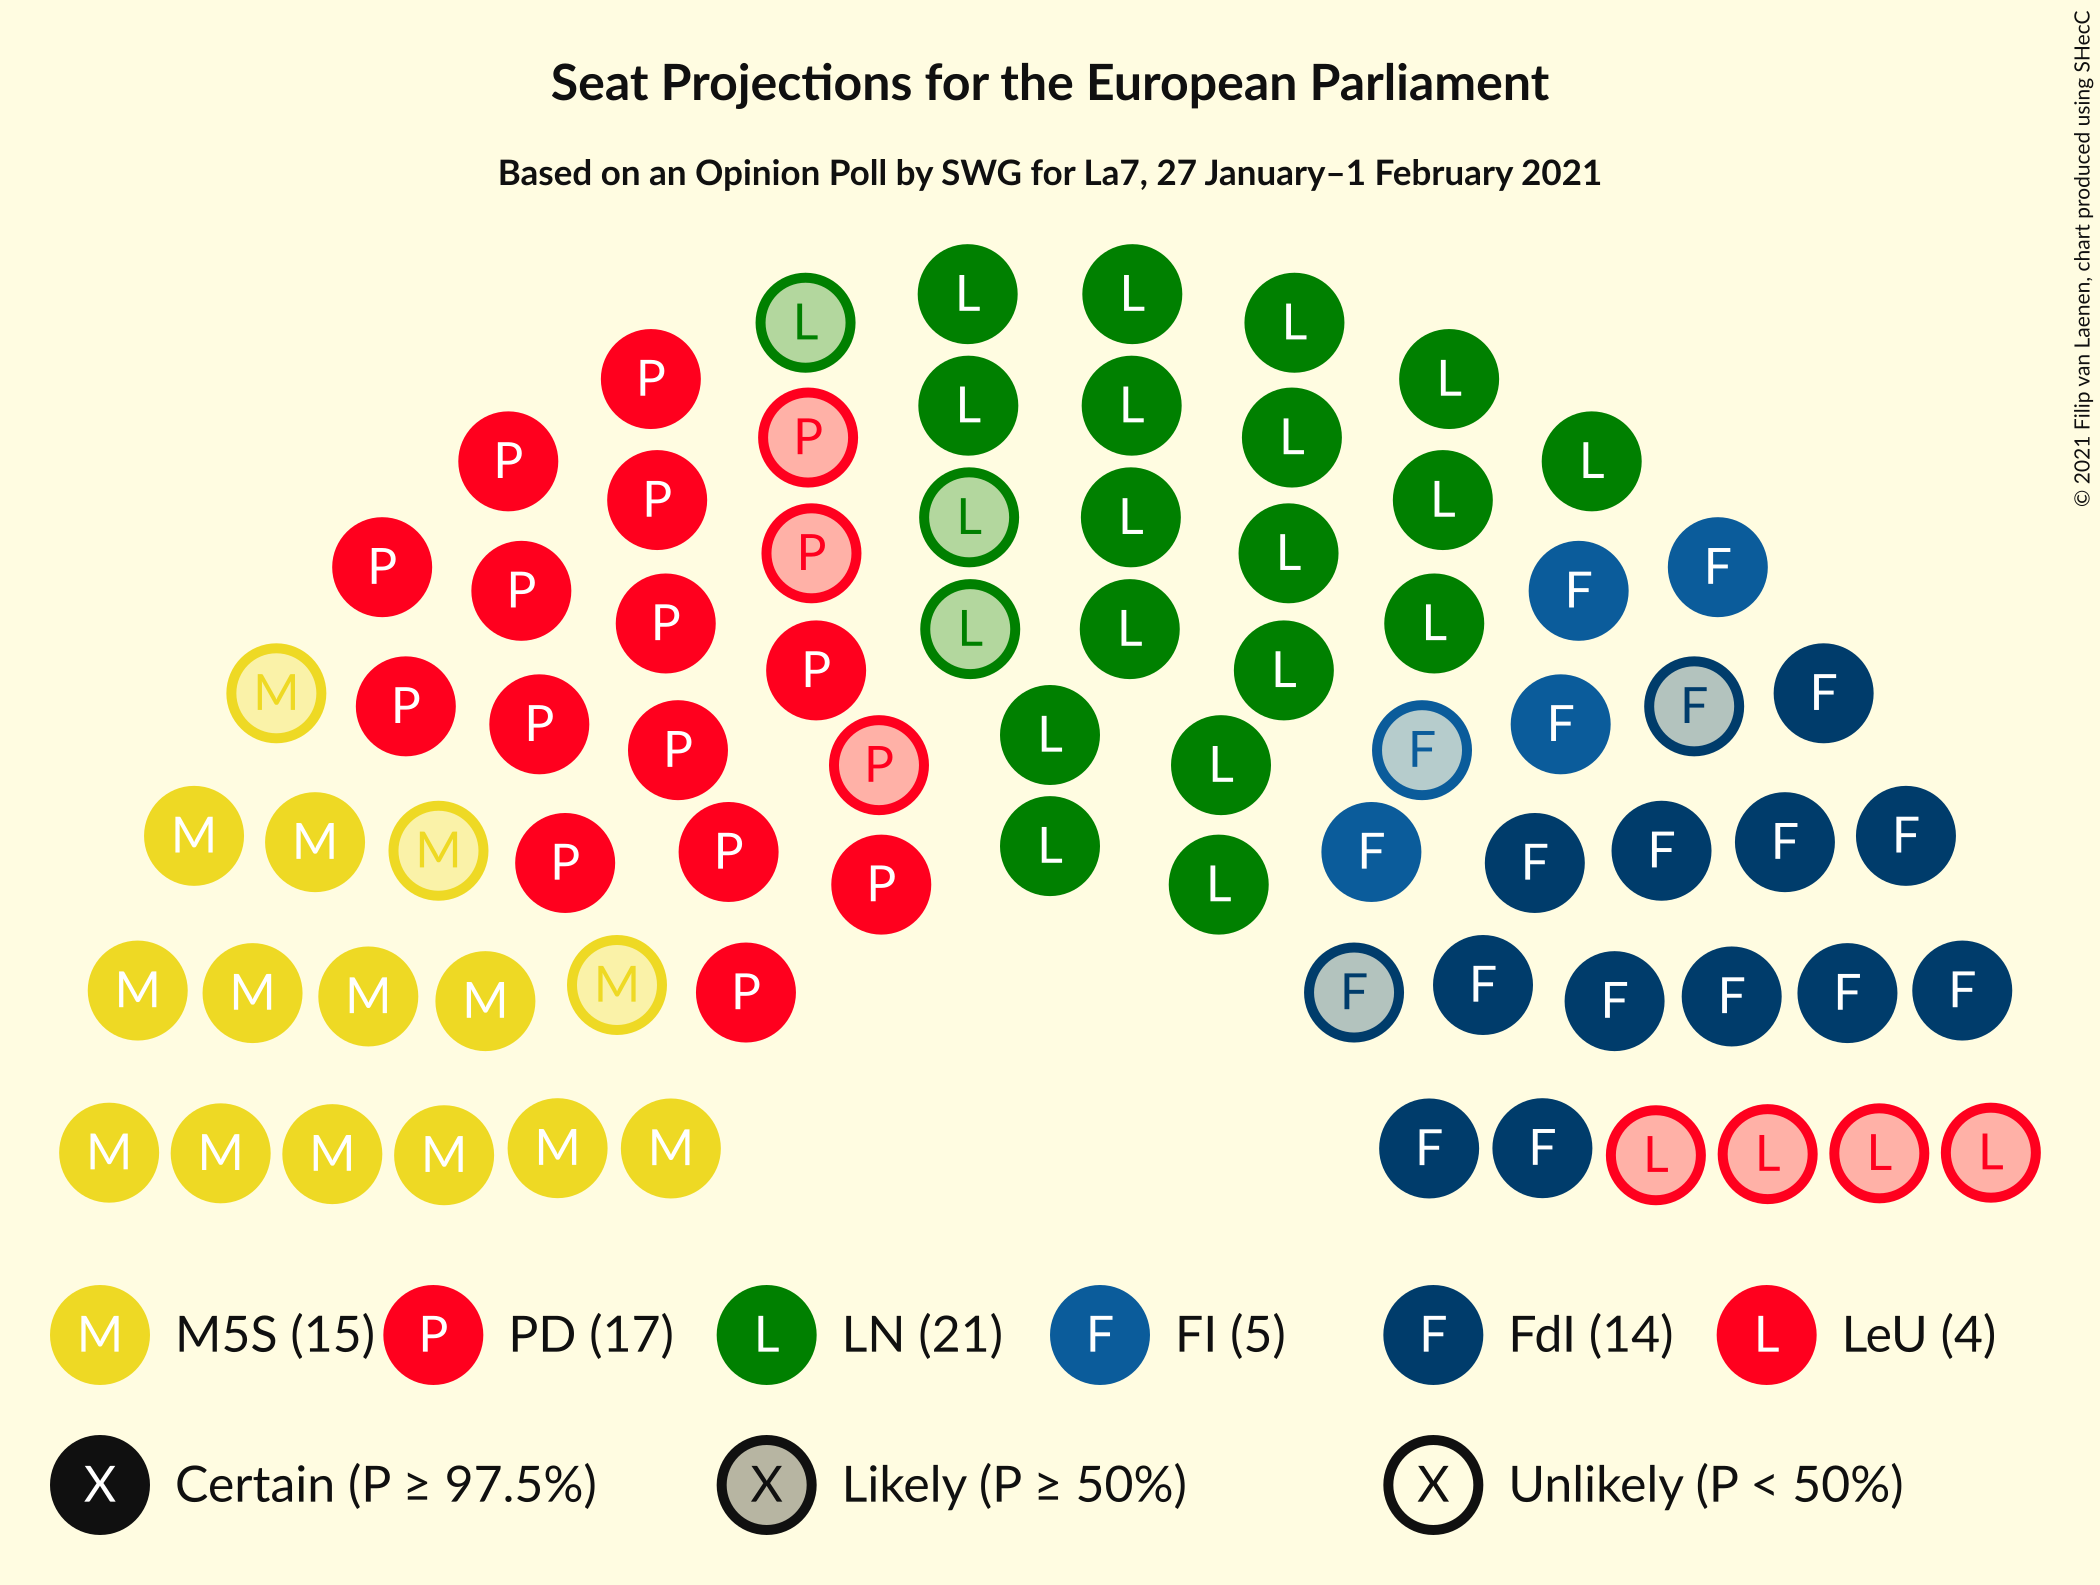 Seat Projections for the European Parliament
Based on an Opinion Poll by SWG for La7, 27 January–1 February 2021
© 2021 Filip van Laenen, chart produced using SHecC
L L
L L
P L
L L
P L P L
P L
P L
P L
P L P L
P F P F
L L
P L
P L
M F P F P F
L
P F P L
M F M F M P F
L
P F P L
M F M F M F M F M F P F
M M M M M M F F L L L L
M M5S (15) P PD (17) L LN (21) F FI (5) F FdI (14) L LeU (4)
X Certain (P ≥ 97.5%) X Likely (P ≥ 50%) X Unlikely (P < 50%)